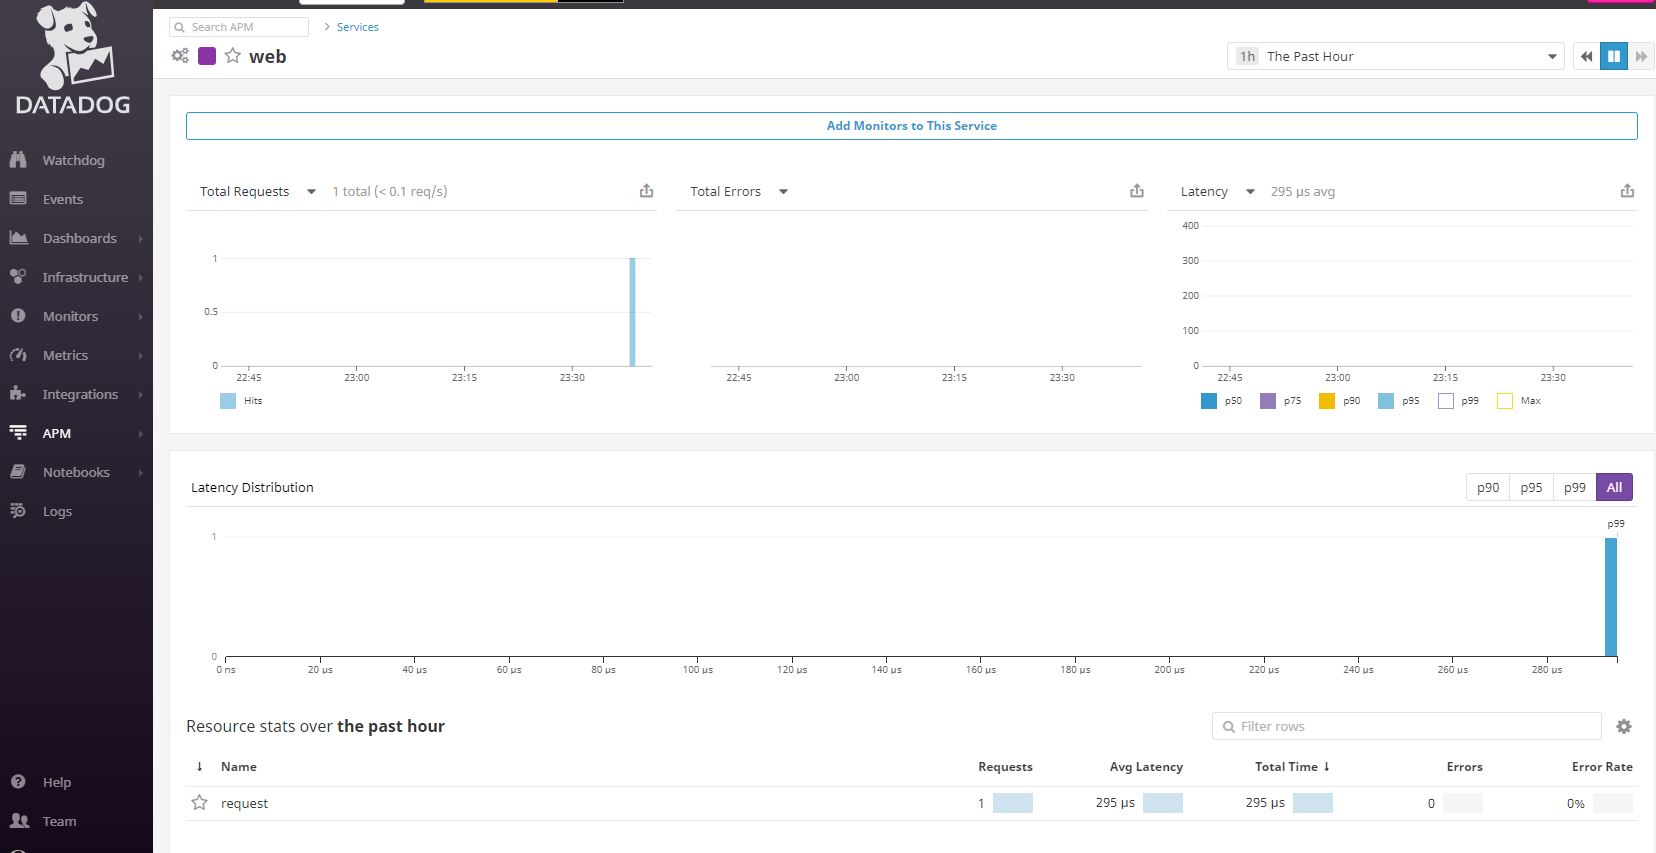 Search APM > Services
DATADOG
web
1h The Past Hour
Watchdog
Events
Dashboards
Infrastructure
Monitors
Metrics
Integrations
APM
Notebooks
Logs
Help
Team
Add Monitors to This Service
Total Requests 1 total (< 0.1 req/s)
1
0.5
0
22:45 23:00 23:15 23:30
Hits
Total Errors
22:45 23:00 23:15 23:30
Latency 295 μs avg
400
300
200
100
0
22:45 23:00 23:15 23:30
p50 p75 p90 p95 p99 Max
Latency Distribution
p90 p95 p99 All
p99
1
0
0 ns 20 μs 40 μs 60 μs 80 μs 100 μs 120 μs 140 μs 160 μs 180 μs 200 μs 220 μs 240 μs 260 μs 280 μs
Resource stats over the past hour
Filter rows
↓ Name Requests Avg Latency Total Time ↓ Errors Error Rate
request 1 295 μs 295 μs 0 0%